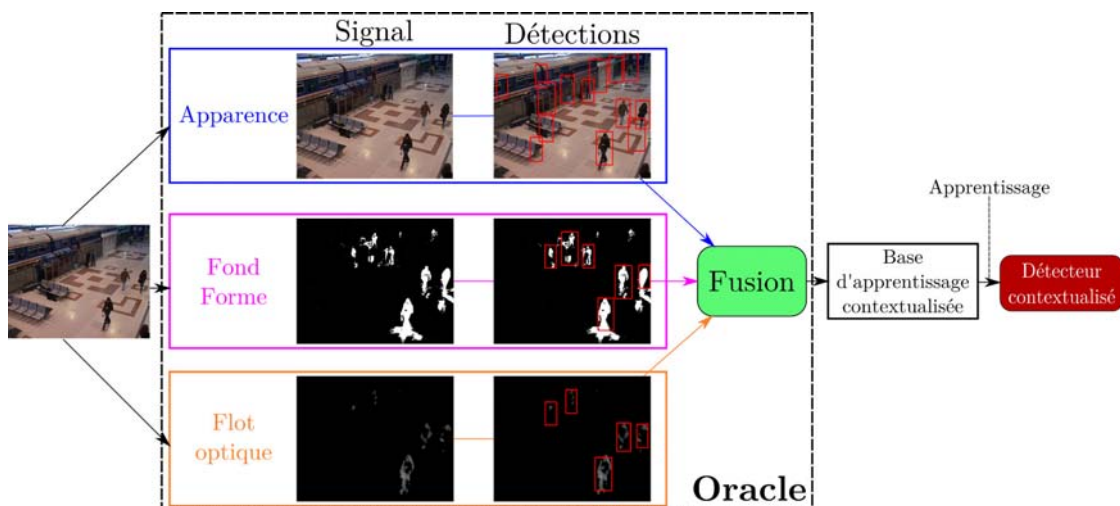 Signal
Détections
Apparence
Fond
Forme
Flot
optique
Fusion
Oracle
Base
d'apprentissage
contextualisée
Apprentissage
Détecteur
contextualisé